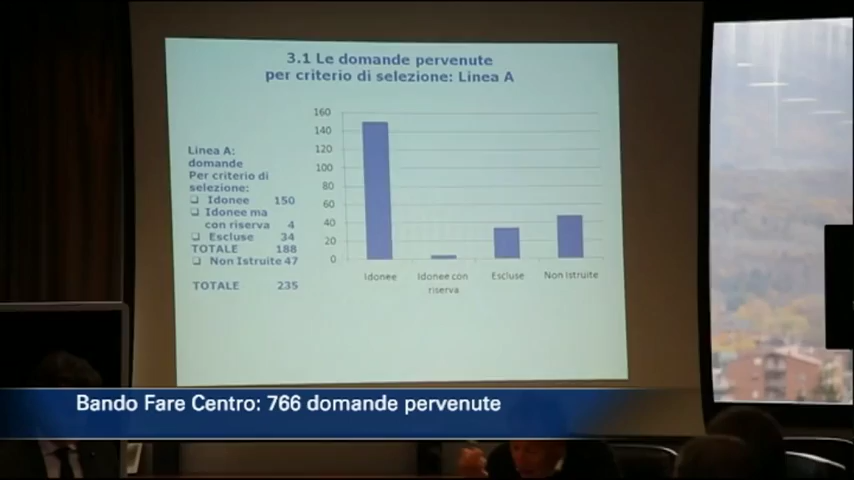 3.1 Le domande pervenute
per criterio di selezione: Linea A
Linea A:
domande
Per criterio di
selezione:
❑ Idonee 150
❑ Idonee ma
con riserva 4
❑ Escluse 34
TOTALE 188
❑ Non Istruite 47
TOTALE 235
160
140
120
100
80
60
40
20
0
Idonee
Idonee con
riserva
Escluse
Non Istruite
Bando Fare Centro: 766 domande pervenute